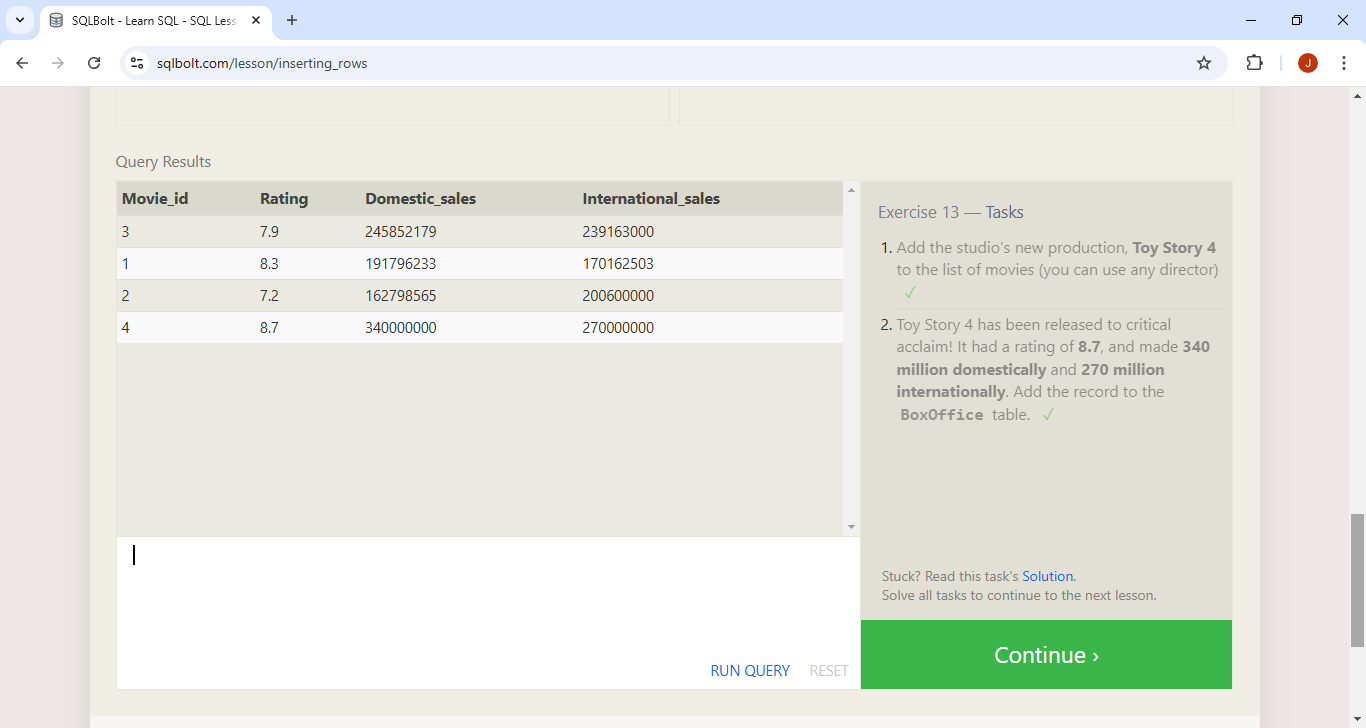 SQLBolt - Learn SQL - SQL Less
sqlbolt.com/lesson/inserting_rows
J
Query Results
Movie_id Rating Domestic_sales International_sales
3 7.9 245852179 239163000
1 8.3 191796233 170162503
2 7.2 162798565 200600000
4 8.7 340000000 270000000
Exercise 13 — Tasks
1. Add the studio's new production, Toy Story 4
to the list of movies (you can use any director)
✓
2. Toy Story 4 has been released to critical
acclaim! It had a rating of 8.7, and made 340
million domestically and 270 million
internationally. Add the record to the
BoxOffice table. ✓
Stuck? Read this task's Solution.
Solve all tasks to continue to the next lesson.
RUN QUERY RESET
Continue ›